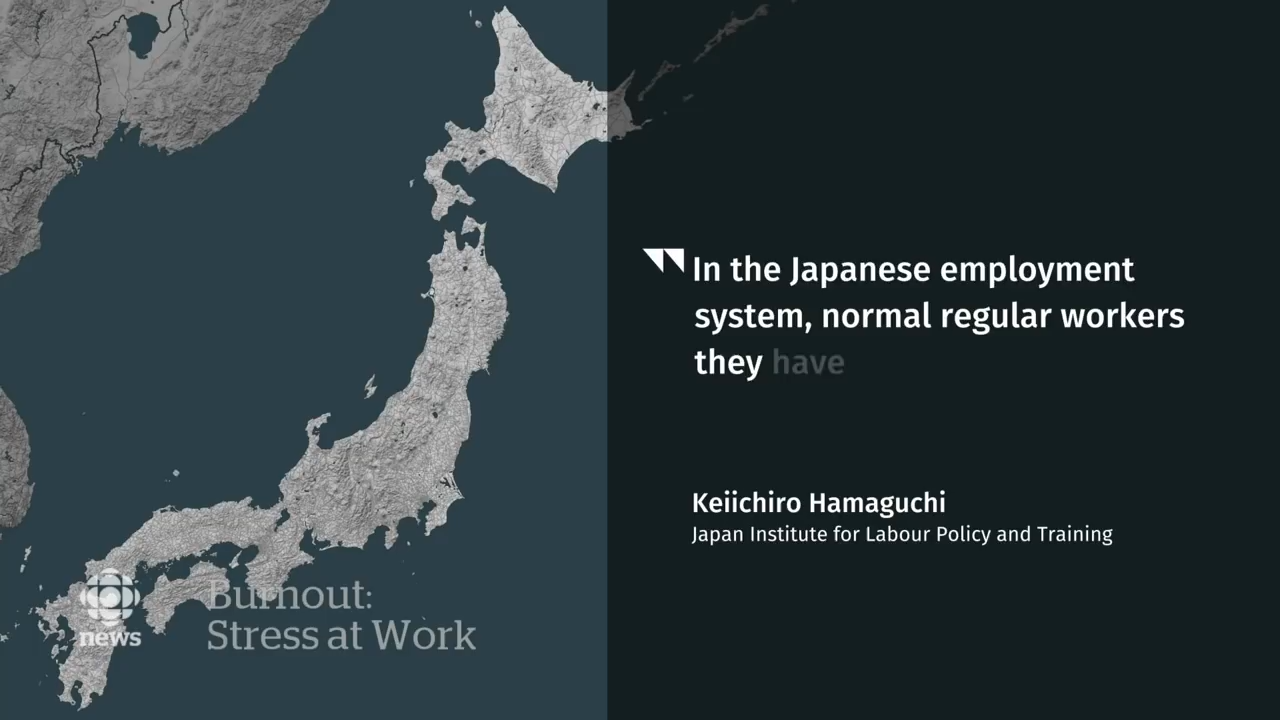 In the Japanese employment
system, normal regular workers
they have
Keiichiro Hamaguchi
Japan Institute for Labour Policy and Training
Burnout:
Stress at Work
news